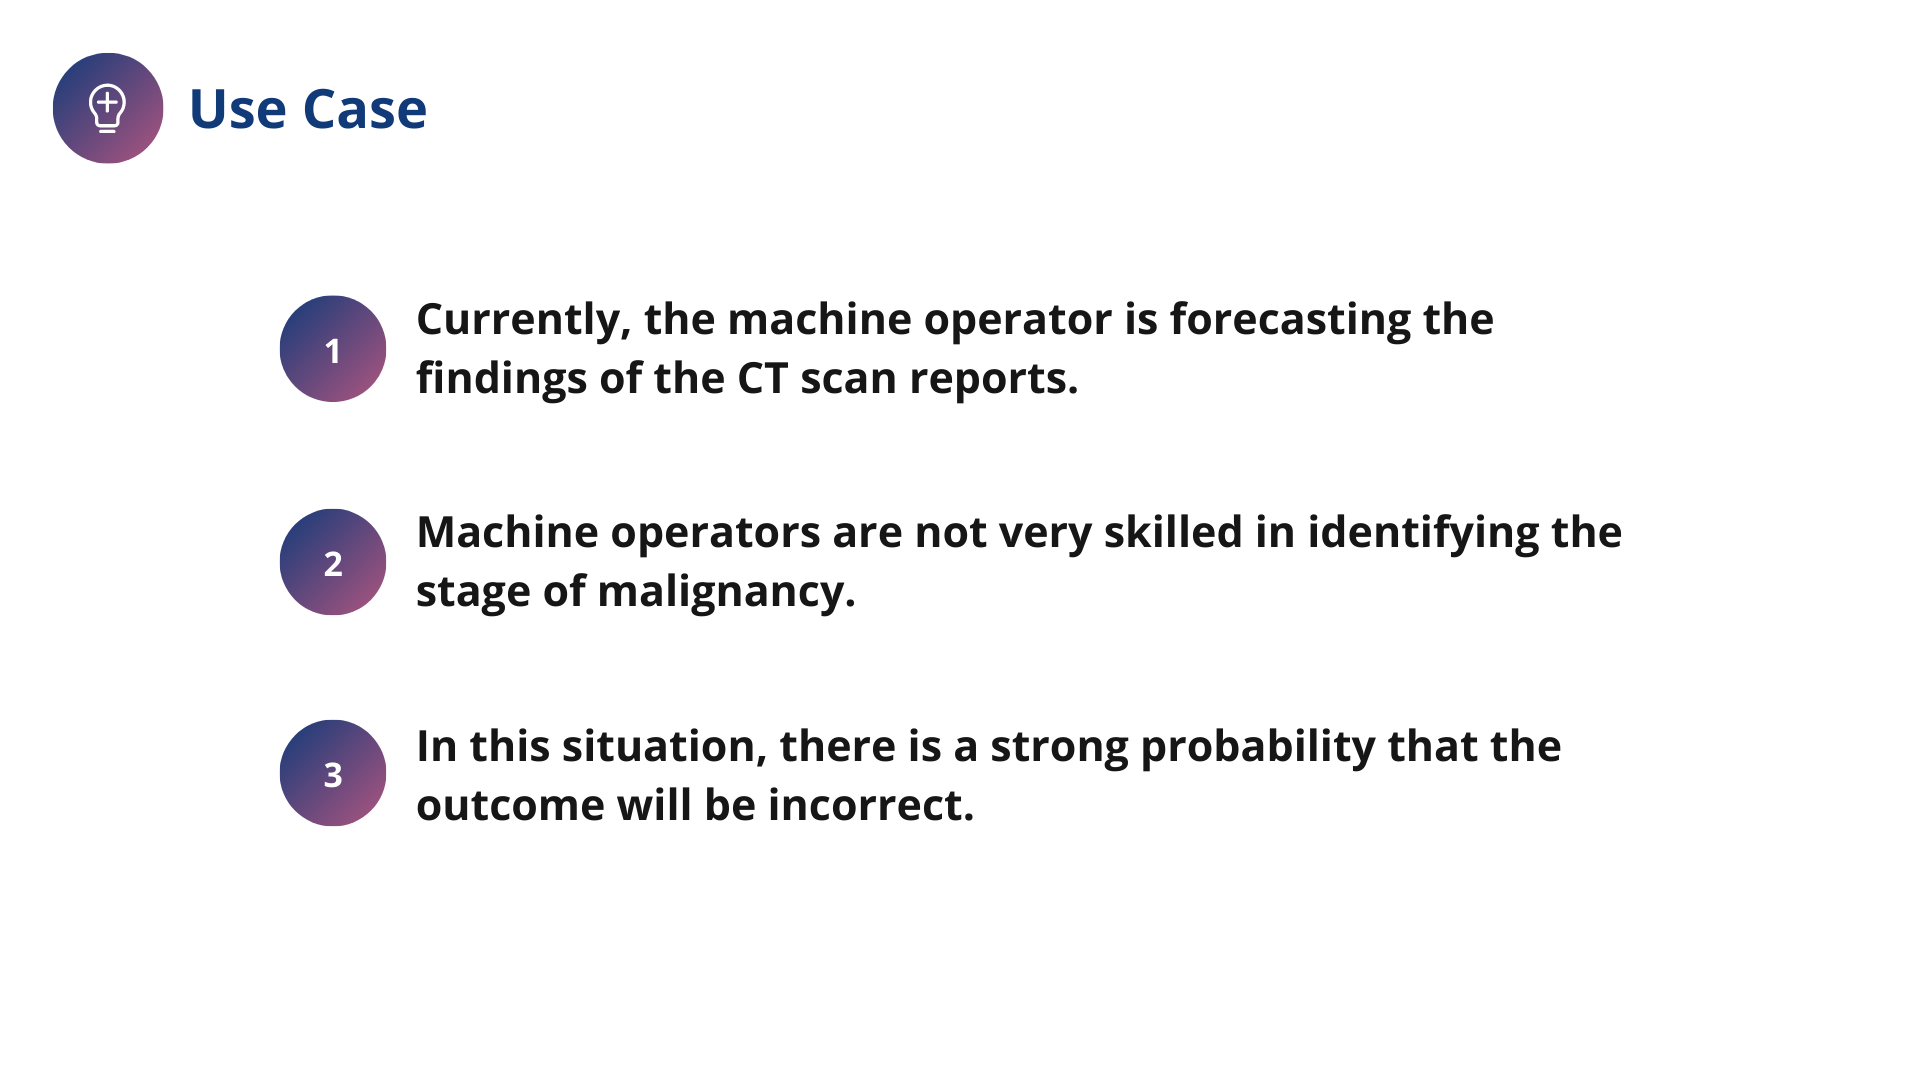 Use Case
1
Currently, the machine operator is forecasting the
findings of the CT scan reports.
2
Machine operators are not very skilled in identifying the
stage of malignancy.
3
In this situation, there is a strong probability that the
outcome will be incorrect.